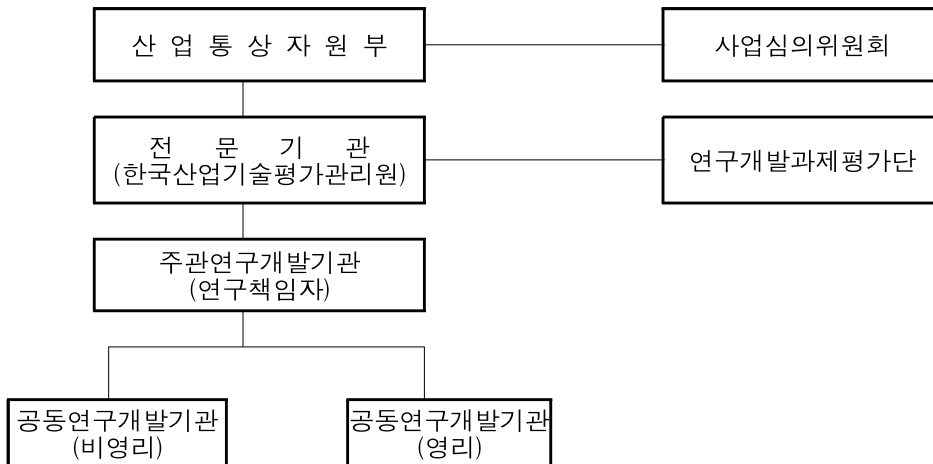 산 업 통 상 자 원 부
사업심의위원회
전 문 기 관
(한국산업기술평가관리원)
연구개발과제평가단
주관연구개발기관
(연구책임자)
공동연구개발기관
(비영리)
공동연구개발기관
(영리)